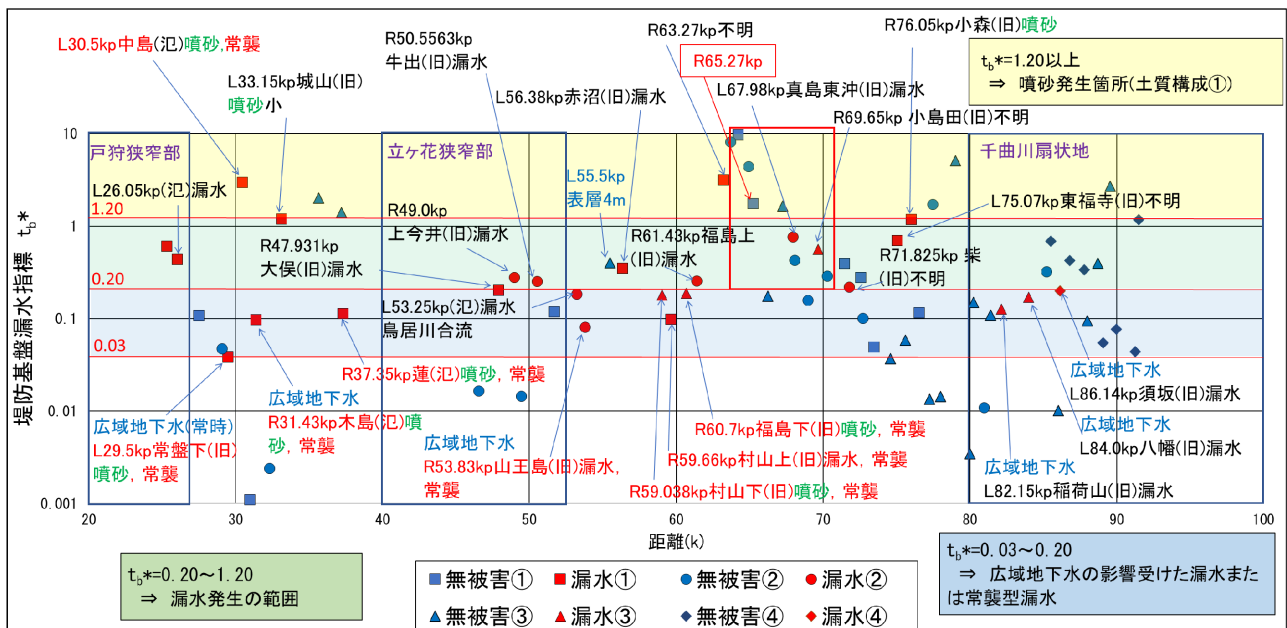 L30.5kp中島(氾)噴砂,常襲
L33.15kp城山(旧)
噴砂小
R50.5563kp
牛出(旧)漏水
L56.38kp赤沼(旧)漏水
R63.27kp不明
R65.27kp
L67.98kp真島東沖(旧)漏水
R69.65kp 小島田(旧)不明
R76.05kp小森(旧)噴砂
tb*=1.20以上
⇒ 噴砂発生箇所(土質構成①)
堤防基盤漏水指標 tb*
10
1
0.1
0.01
0.001
1.20
0.20
0.03
戸狩狭窄部
L26.05kp(氾)漏水
立ヶ花狭窄部
R49.0kp
上今井(旧)漏水
R47.931kp
大俣(旧)漏水
L55.5kp
表層4m
R61.43kp福島上
(旧)漏水
L53.25kp(氾)漏水
鳥居川合流
千曲川扇状地
L75.07kp東福寺(旧)不明
R71.825kp 柴
(旧)不明
R37.35kp蓮(氾)噴砂, 常襲
広域地下水
R31.43kp木島(氾)噴
砂, 常襲
広域地下水(常時)
L29.5kp常盤下(旧)
噴砂, 常襲
広域地下水
R53.83kp山王島(旧)漏水,
常襲
R60.7kp福島下(旧)噴砂, 常襲
R59.66kp村山上(旧)漏水, 常襲
R59.038kp村山下(旧)噴砂, 常襲
広域地下水
L86.14kp須坂(旧)漏水
広域地下水
L84.0kp八幡(旧)漏水
広域地下水
L82.15kp稲荷山(旧)漏水
20 30 40 50 60 70 80 90 100
距離(k)
tb*=0.20～1.20
⇒ 漏水発生の範囲
■無被害① ■漏水① ●無被害② ●漏水②
▲無被害③ ▲漏水③ ◆無被害④ ◆漏水④
tb*=0.03～0.20
⇒ 広域地下水の影響受けた漏水また
は常襲型漏水